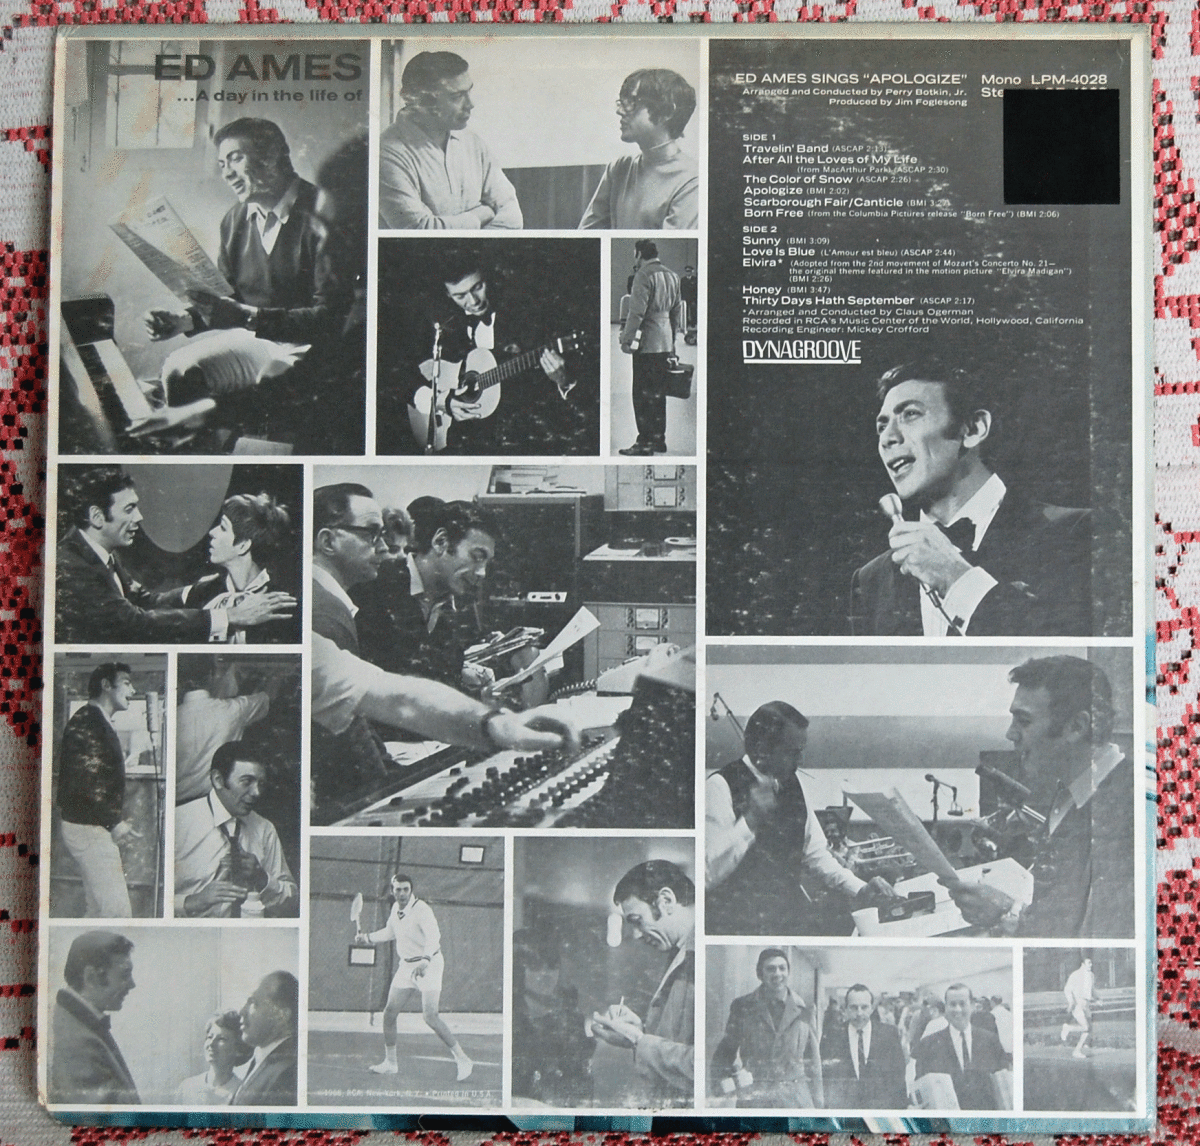 ED AMES
...A day in the life of
ED AMES SINGS "APOLOGIZE" Mono LPM-4028
Arranged and Conducted by Perry Botkin, Jr.
Produced by Jim Foglesong
SIDE 1
Travelin' Band (ASCAP 2:13)
After All the Loves of My Life
(from MacArthur Park) (ASCAP 2:30)
The Color of Snow (ASCAP 2:26)
Apologize (BMI 2:02)
Scarborough Fair/Canticle (BMI
Born Free (from the Columbia Pictures release "Born Free") (BMI 2:06)
SIDE 2
Sunny (BMI 3:09)
Love Is Blue (L'Amour est bleu) (ASCAP 2:44)
Elvira* (Adopted from the 2nd movement of Mozart's Concerto No. 21—
the original theme featured in the motion picture "Elvira Madigan")
(BMI 2:26)
Honey (BMI 3:47)
Thirty Days Hath September (ASCAP 2:17)
*Arranged and Conducted by Claus Ogerman
Recorded in RCA's Music Center of the World, Hollywood, California
Recording Engineer: Mickey Crofford
DYNAGROOVE
Printed in U.S.A.